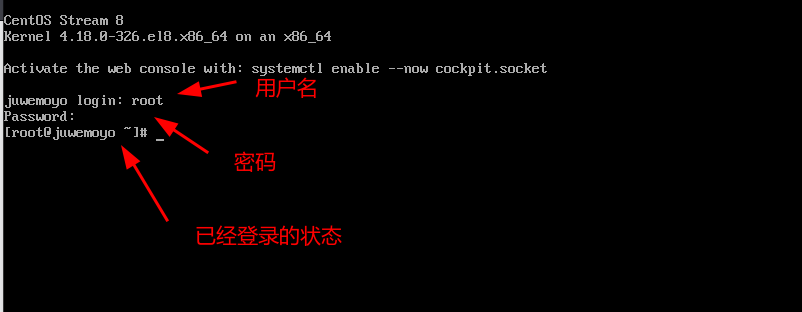 CentOS Stream 8
Kernel 4.18.0-326.el8.x86_64 on an x86_64
Activate the web console with: systemctl enable --now cockpit.socket
用户名
juwemoyo login: root
Password:
[root@juwemoyo ~]# _
密码
已经登录的状态